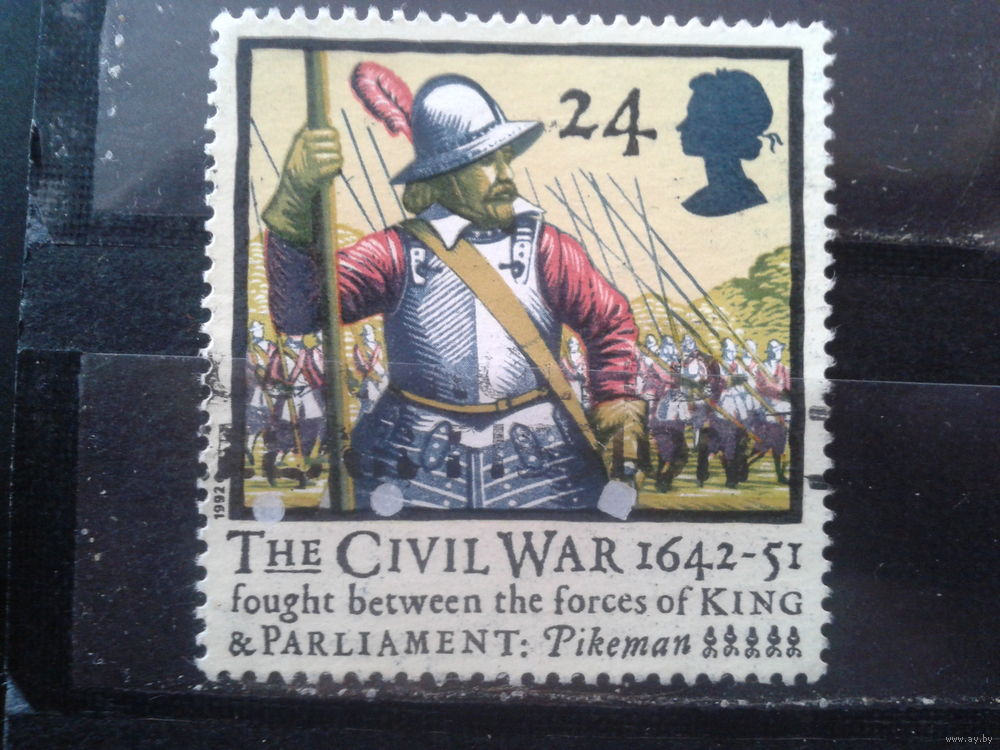 24
1992
THE CIVIL WAR 1642-51
fought between the forces of KING
& PARLIAMENT: Pikeman
www.ay.by